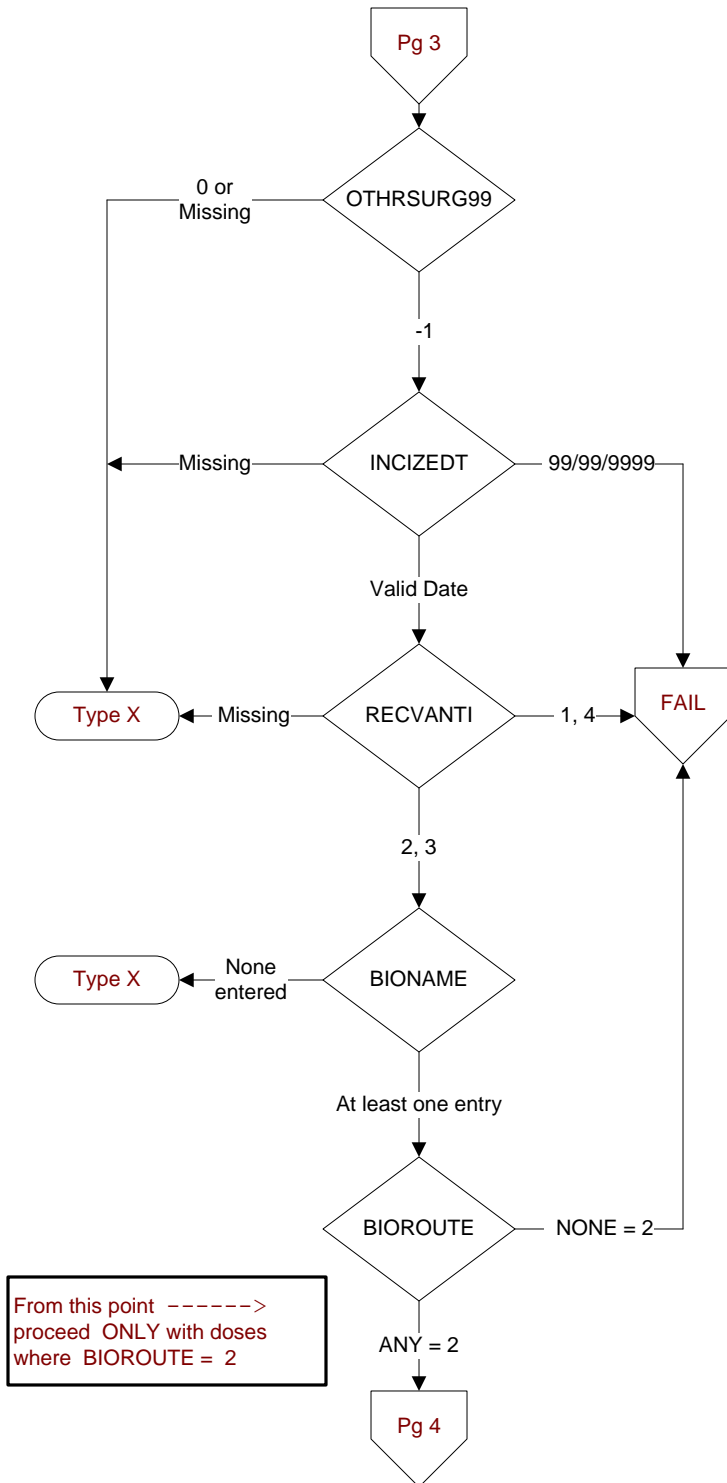 Pg 3
0 or
Missing
OTHRSURG99
-1
Missing
INCIZEDT
99/99/9999
Valid Date
Type X
Missing
RECVANTI
1, 4
FAIL
2, 3
Type X
None
entered
BIONAME
At least one entry
BIOROUTE
NONE = 2
From this point ------>
proceed ONLY with doses
where BIOROUTE = 2
ANY = 2
Pg 4